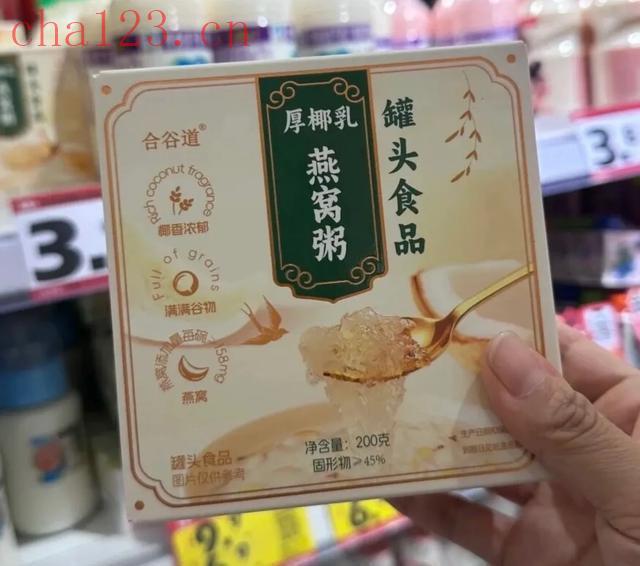 cha123.cn
合谷道®
厚椰乳
燕窝粥
罐头食品
Rich coconut fragrance
椰香浓郁
Full of grains
满满谷物
燕窝
罐头食品
图片仅供参考
净含量：200克
固形物≥45%
3.
3.